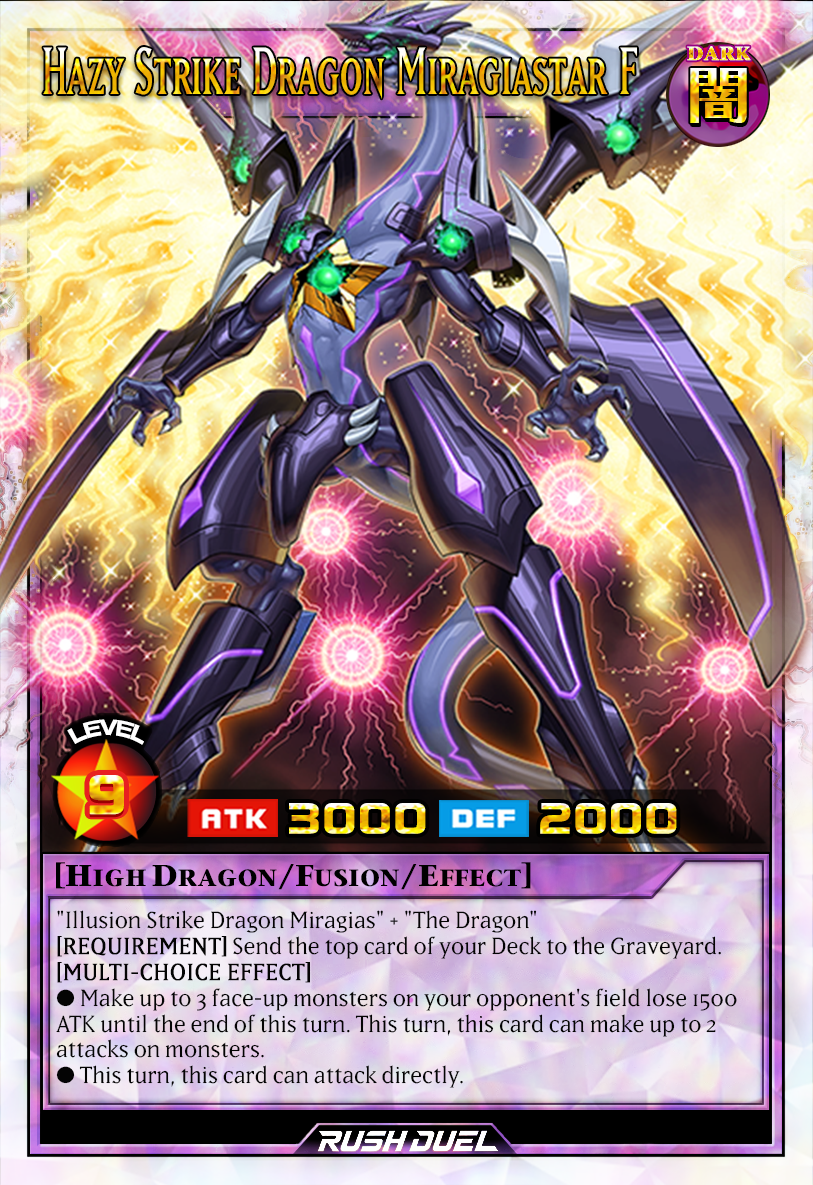 HAZY STRIKE DRAGON MIRAGIASTAR F
DARK
闇
LEVEL
9
ATK 3000 DEF 2000
[HIGH DRAGON/FUSION/EFFECT]
"Illusion Strike Dragon Miragias" + "The Dragon"
[REQUIREMENT] Send the top card of your Deck to the Graveyard.
[MULTI-CHOICE EFFECT]
● Make up to 3 face-up monsters on your opponent's field lose 1500
ATK until the end of this turn. This turn, this card can make up to 2
attacks on monsters.
● This turn, this card can attack directly.
RUSH DUEL